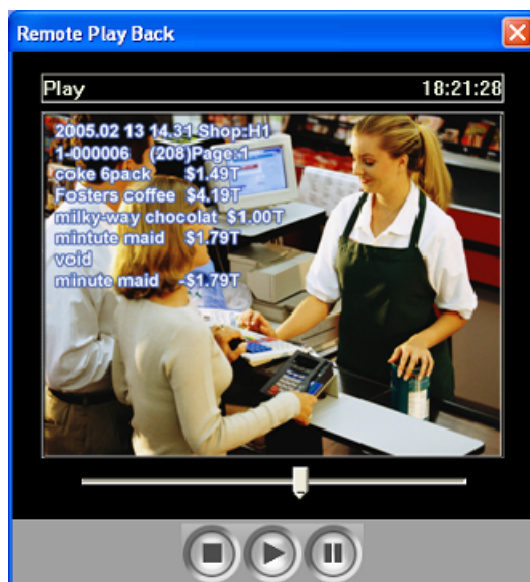 Remote Play Back
Play 18:21:28
2005.02 13 14.31 Shop:H1
1-000006 (208)Page:1
coke 6pack $1.49T
Fosters coffee $4.19T
milky-way chocolat $1.00T
mintute maid $1.79T
void
minute maid -$1.79T